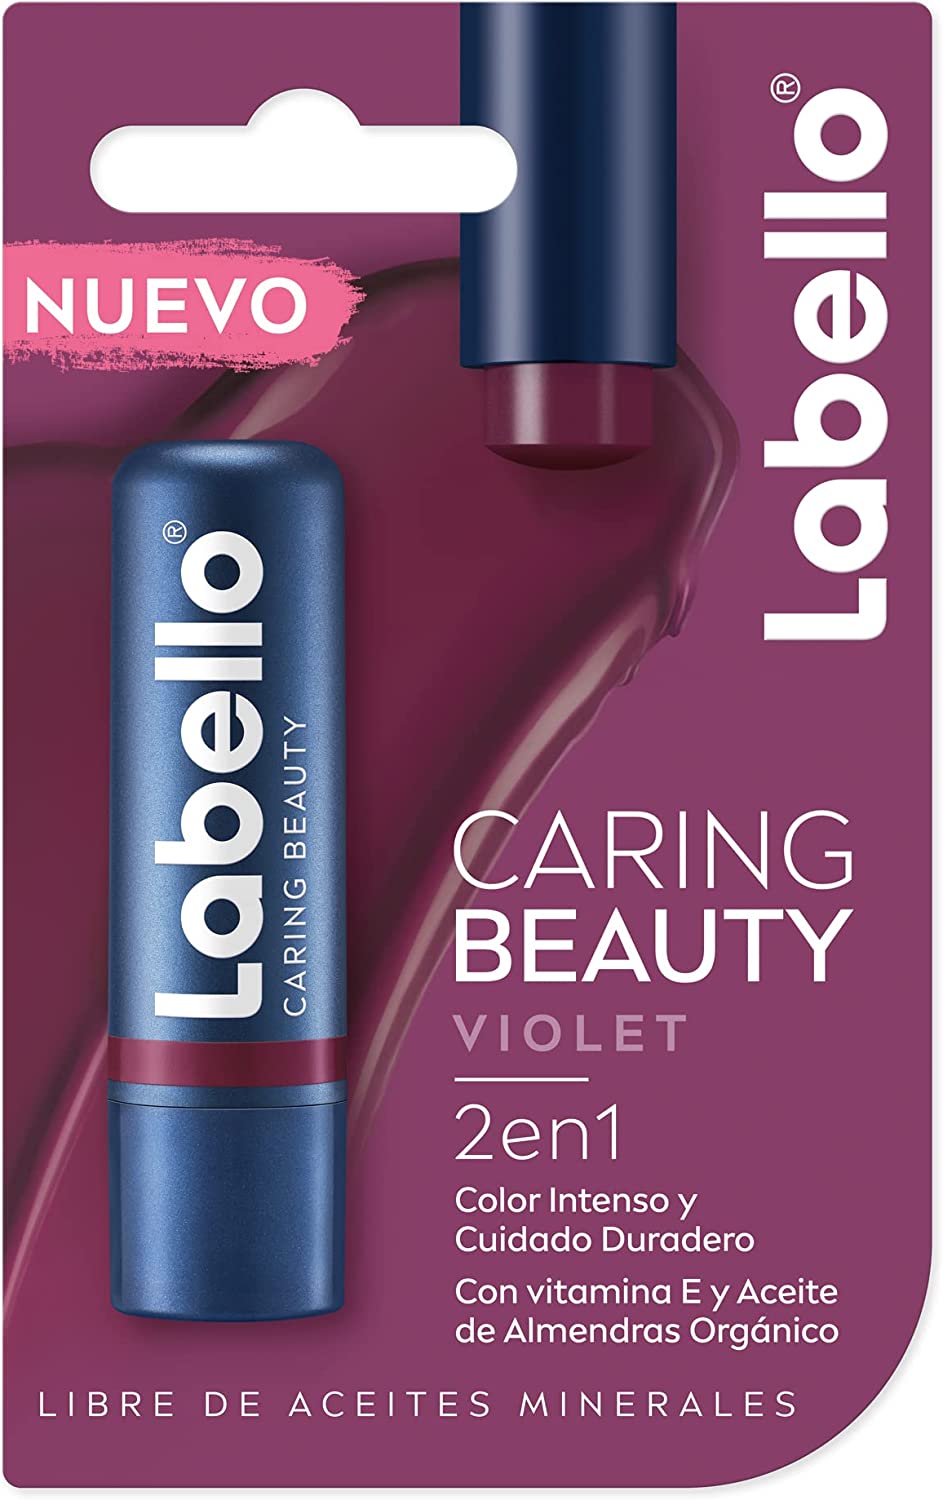 NUEVO
Labello®
Labello®
CARING BEAUTY
CARING
BEAUTY
VIOLET
2en1
Color Intenso y
Cuidado Duradero
Con vitamina E y Aceite
de Almendras Orgánico
LIBRE DE ACEITES MINERALES